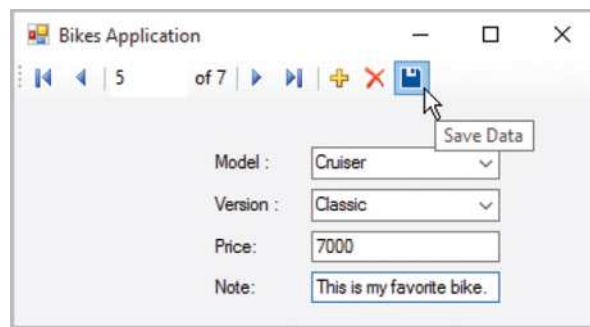 Bikes Application
5 of 7
Save Data
Model : Cruiser
Version : Classic
Price: 7000
Note: This is my favorite bike.